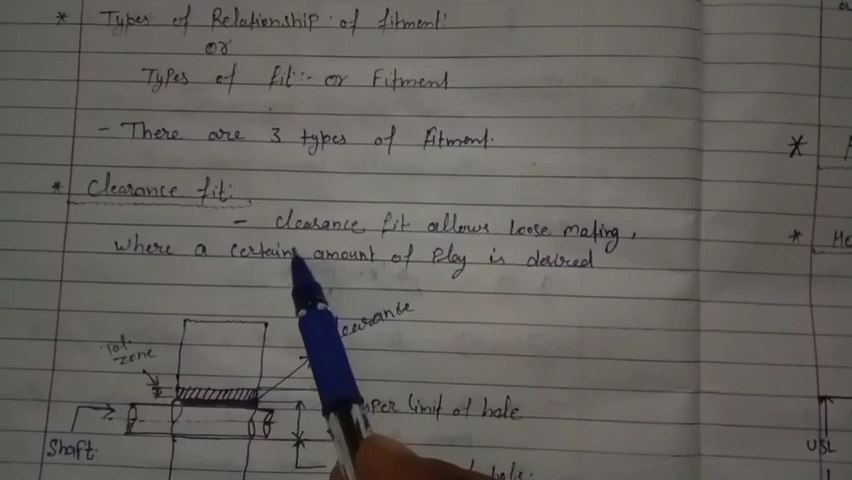 * Types of Relationship of fitment:
or
Types of fit:- or Fitment
- There are 3 types of Fitment.
* Clearance fit:
- clearance fit allows loose mating,
where a certain amount of Play is desired
Tol.
zone
limit of hole
Shaft.
hole.
*
*
USL